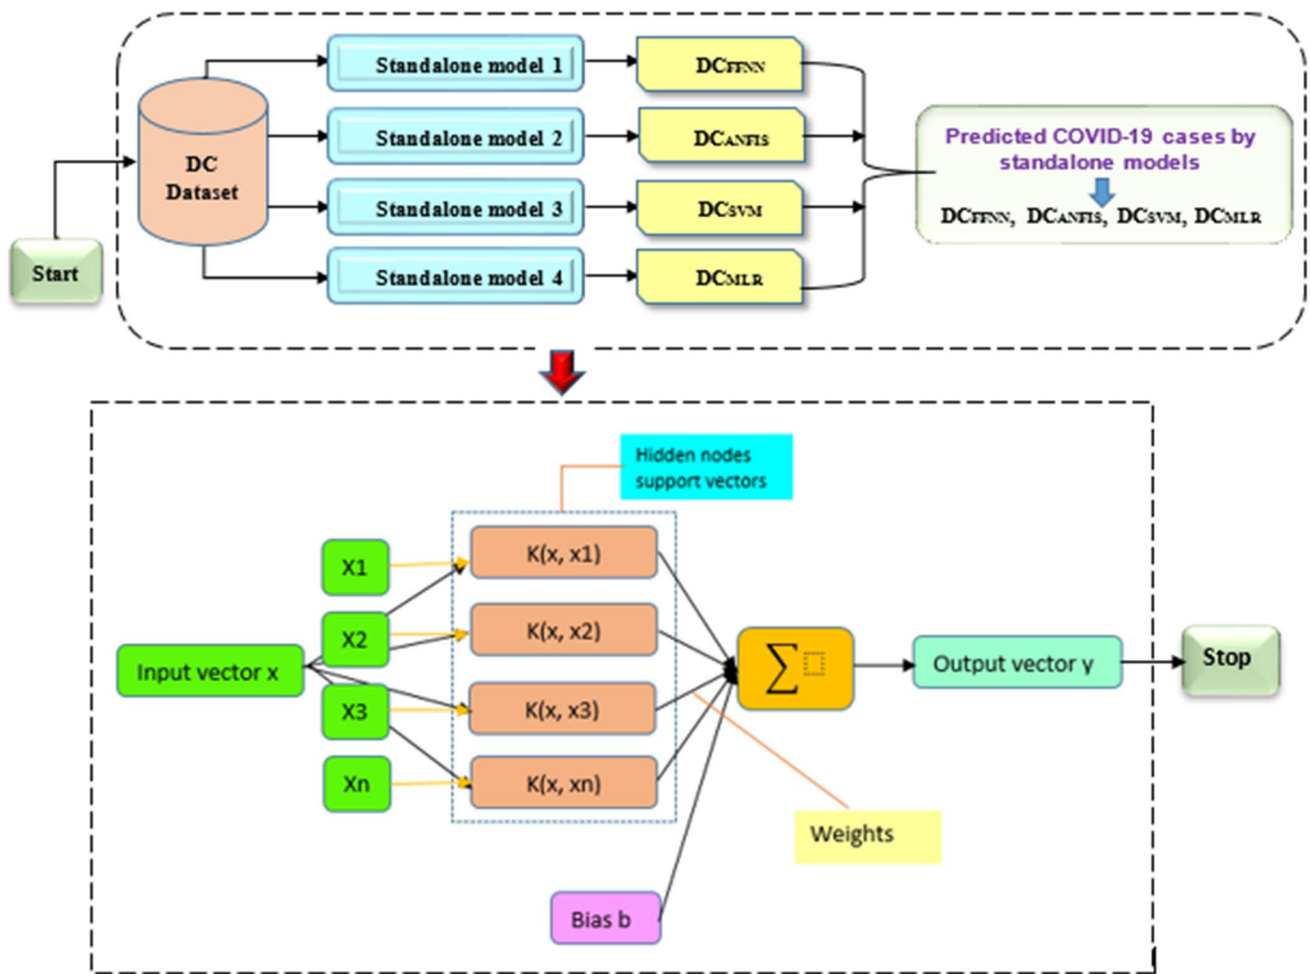 Start
DC
Dataset
Standalone model 1
Standalone model 2
Standalone model 3
Standalone model 4
DCFFNN
DCANFIS
DCSVM
DCMLR
Predicted COVID-19 cases by
standalone models
DCFFNN, DCANFIS, DCSVM, DCMLR
Hidden nodes
support vectors
Input vector x
X1
X2
X3
Xn
K(x, x1)
K(x, x2)
K(x, x3)
K(x, xn)
∑
Output vector y
Stop
Weights
Bias b